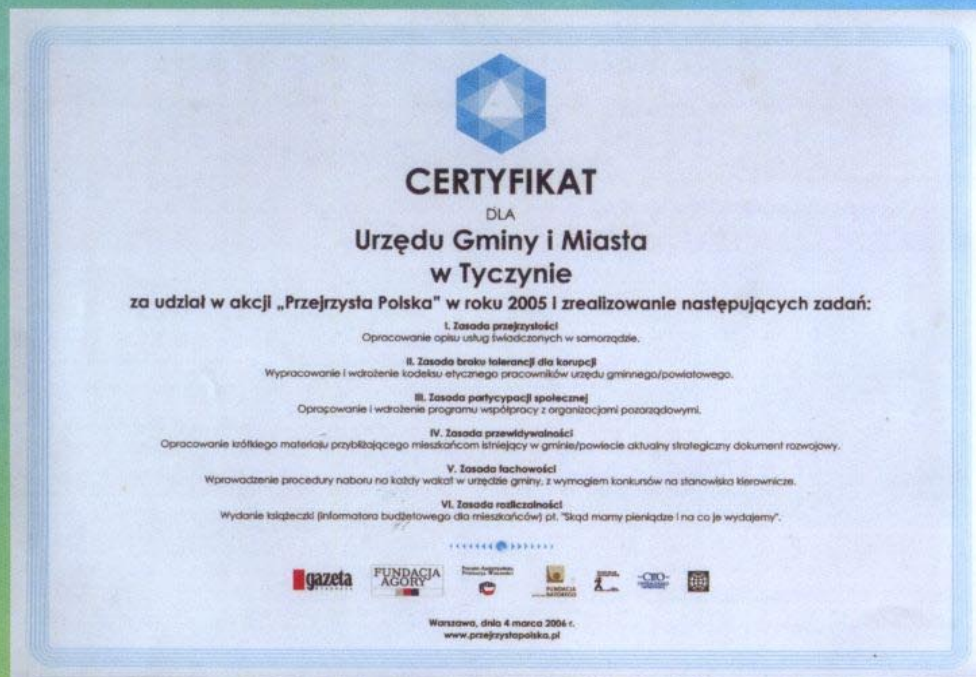 CERTYFIKAT
DLA
Urzędu Gminy i Miasta
w Tyczynie
za udział w akcji „Przejrzysta Polska" w roku 2005 i zrealizowanie następujących zadań:
I. Zasada przejrzystości
Opracowanie opisu usług świadczonych w samorządzie.
II. Zasada braku tolerancji dla korupcji
Wypracowanie i wdrożenie kodeksu etycznego pracowników urzędu gminnego/powiatowego.
III. Zasada partycypacji społecznej
Opracowanie i wdrożenie programu współpracy z organizacjami pozarządowymi.
IV. Zasada przewidywalności
Opracowanie krótkiego materiału przybliżającego mieszkańcom istniejący w gminie/powiecie aktualny strategiczny dokument rozwojowy.
V. Zasada fachowości
Wprowadzenie procedury naboru na każdy wakat w urzędzie gminy, z wymogiem konkursów na stanowiska kierownicze.
VI. Zasada rozliczalności
Wydanie książeczki (informatora budżetowego dla mieszkańców) pt. "Skąd mamy pieniądze i na co je wydajemy".
gazeta
FUNDACJA
AGORY
FUNDACJA
BATOREGO
CEO
Warszawa, dnia 4 marca 2006 r.
www.przejrzystapolska.pl